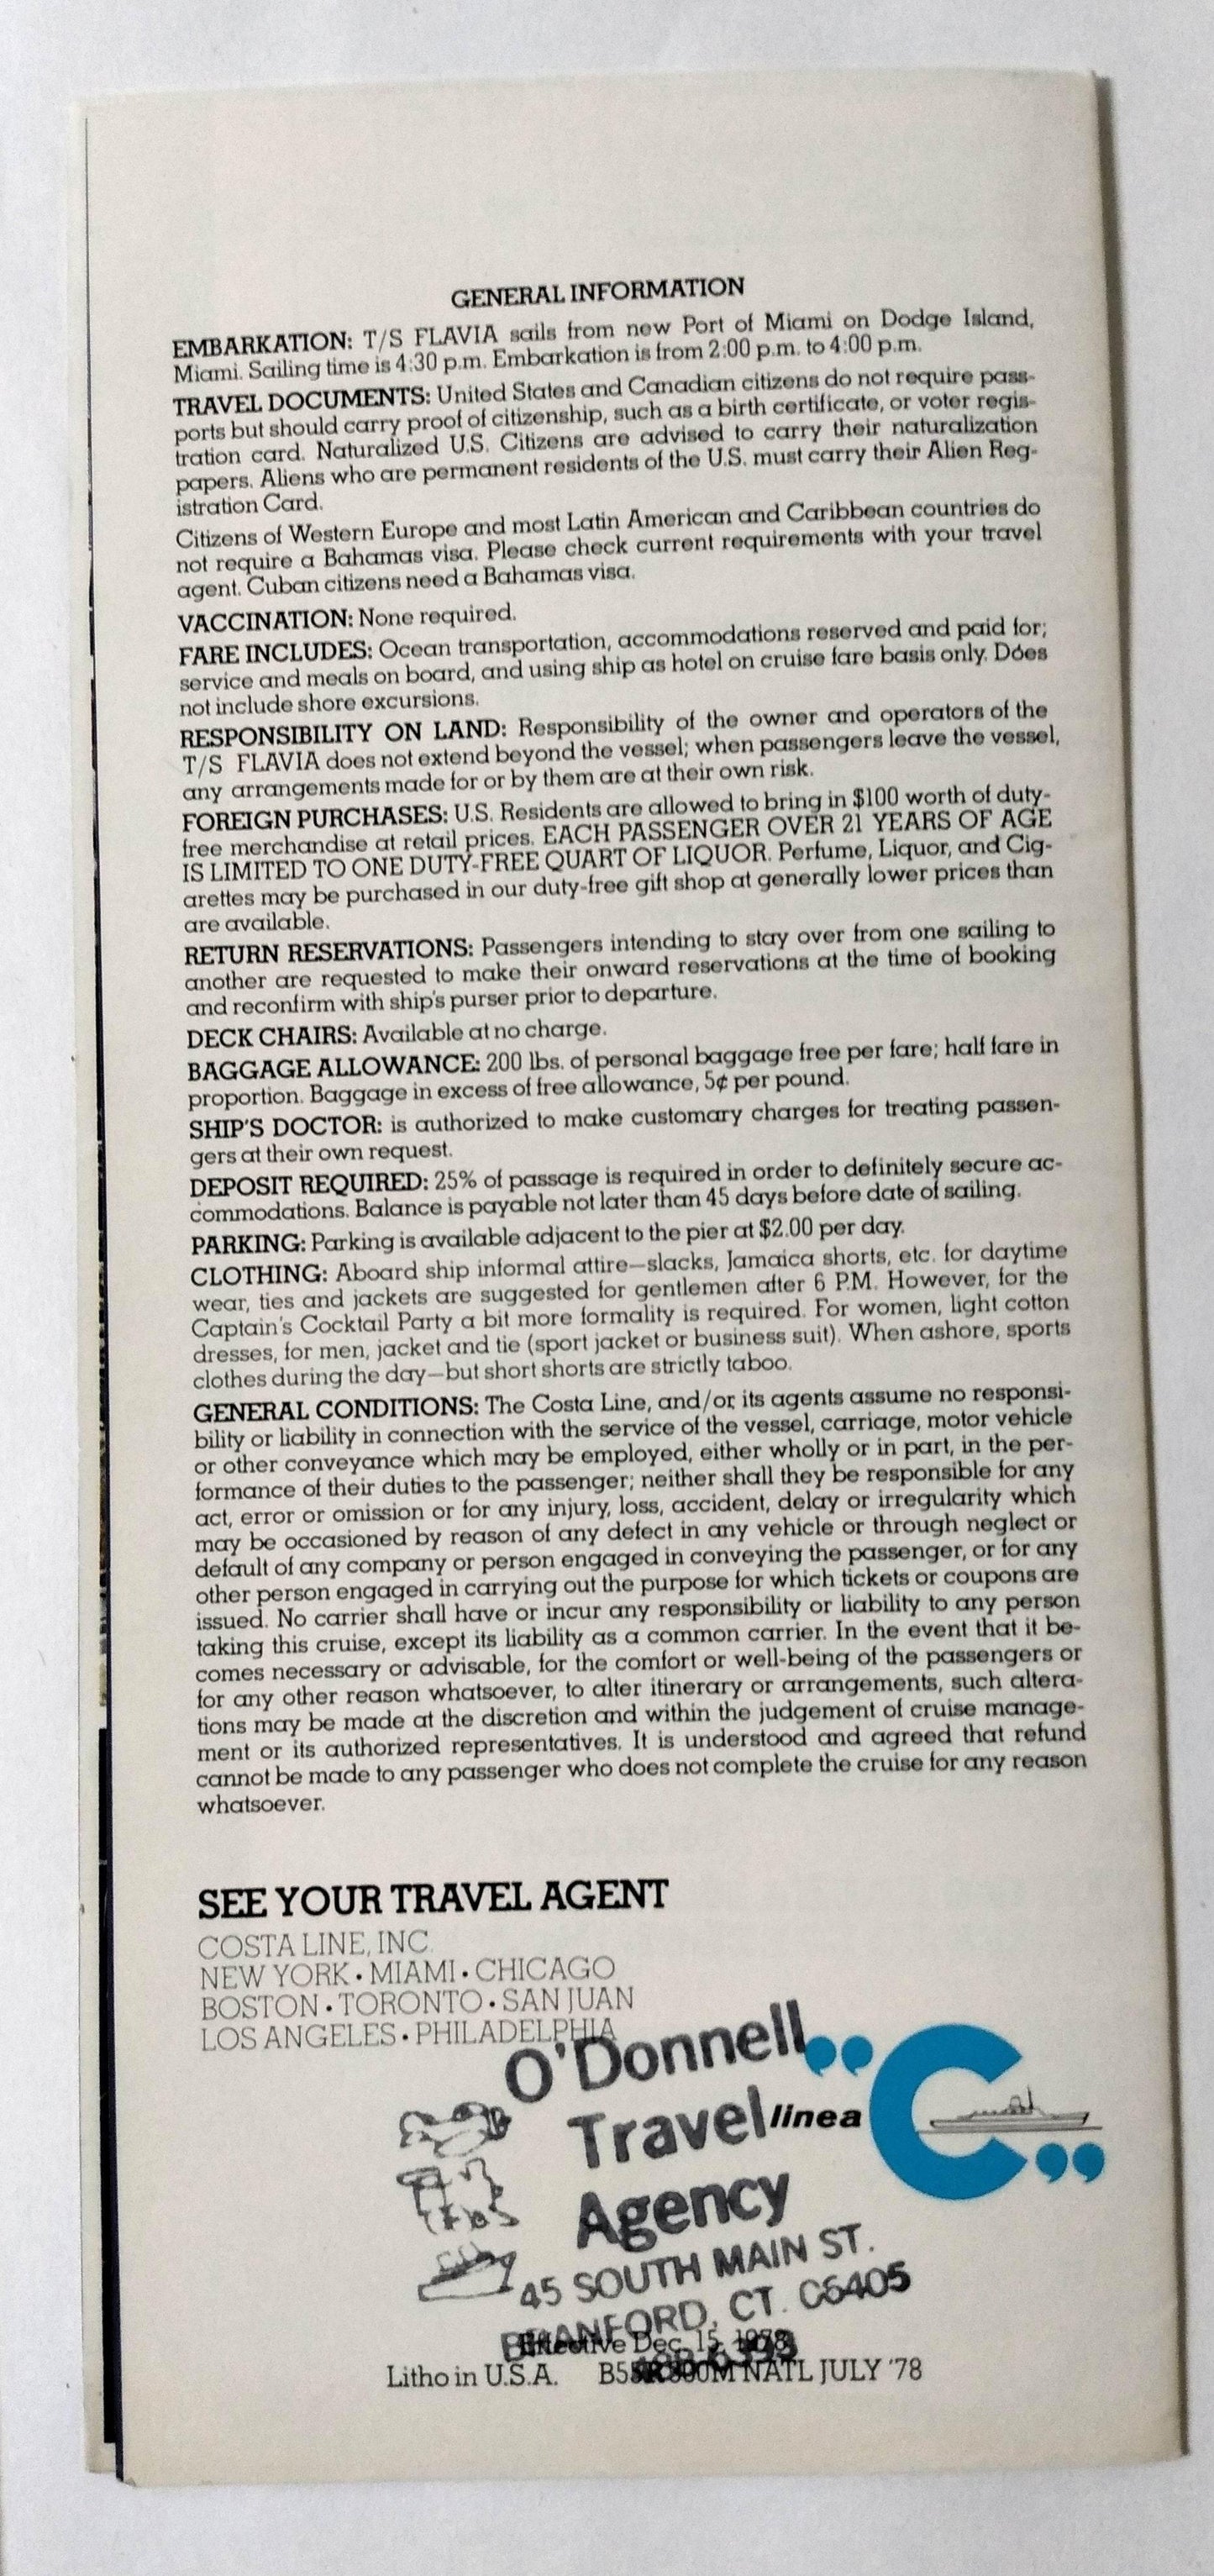 GENERAL INFORMATION
EMBARKATION: T/S FLAVIA sails from new Port of Miami on Dodge Island,
Miami. Sailing time is 4:30 p.m. Embarkation is from 2:00 p.m. to 4:00 p.m.
TRAVEL DOCUMENTS: United States and Canadian citizens do not require pass-
ports but should carry proof of citizenship, such as a birth certificate, or voter regis-
tration card. Naturalized U.S. Citizens are advised to carry their naturalization
papers. Aliens who are permanent residents of the U.S. must carry their Alien Reg-
istration Card.
Citizens of Western Europe and most Latin American and Caribbean countries do
not require a Bahamas visa. Please check current requirements with your travel
agent. Cuban citizens need a Bahamas visa.
VACCINATION: None required.
FARE INCLUDES: Ocean transportation, accommodations reserved and paid for;
service and meals on board, and using ship as hotel on cruise fare basis only. Dóes
not include shore excursions.
RESPONSIBILITY ON LAND: Responsibility of the owner and operators of the
T/S FLAVIA does not extend beyond the vessel; when passengers leave the vessel,
any arrangements made for or by them are at their own risk.
FOREIGN PURCHASES: U.S. Residents are allowed to bring in $100 worth of duty-
free merchandise at retail prices. EACH PASSENGER OVER 21 YEARS OF AGE
IS LIMITED TO ONE DUTY-FREE QUART OF LIQUOR. Perfume, Liquor, and Cig-
arettes may be purchased in our duty-free gift shop at generally lower prices than
are available.
RETURN RESERVATIONS: Passengers intending to stay over from one sailing to
another are requested to make their onward reservations at the time of booking
and reconfirm with ship's purser prior to departure.
DECK CHAIRS: Available at no charge.
BAGGAGE ALLOWANCE: 200 lbs. of personal baggage free per fare; half fare in
proportion. Baggage in excess of free allowance, 5¢ per pound.
SHIP'S DOCTOR: is authorized to make customary charges for treating passen-
gers at their own request.
DEPOSIT REQUIRED: 25% of passage is required in order to definitely secure ac-
commodations. Balance is payable not later than 45 days before date of sailing.
PARKING: Parking is available adjacent to the pier at $2.00 per day.
CLOTHING: Aboard ship informal attire—slacks, Jamaica shorts, etc. for daytime
wear, ties and jackets are suggested for gentlemen after 6 P.M. However, for the
Captain's Cocktail Party a bit more formality is required. For women, light cotton
dresses, for men, jacket and tie (sport jacket or business suit). When ashore, sports
clothes during the day—but short shorts are strictly taboo.
GENERAL CONDITIONS: The Costa Line, and/or its agents assume no responsi-
bility or liability in connection with the service of the vessel, carriage, motor vehicle
or other conveyance which may be employed, either wholly or in part, in the per-
formance of their duties to the passenger; neither shall they be responsible for any
act, error or omission or for any injury, loss, accident, delay or irregularity which
may be occasioned by reason of any defect in any vehicle or through neglect or
default of any company or person engaged in conveying the passenger, or for any
other person engaged in carrying out the purpose for which tickets or coupons are
issued. No carrier shall have or incur any responsibility or liability to any person
taking this cruise, except its liability as a common carrier. In the event that it be-
comes necessary or advisable, for the comfort or well-being of the passengers or
for any other reason whatsoever, to alter itinerary or arrangements, such altera-
tions may be made at the discretion and within the judgement of cruise manage-
ment or its authorized representatives. It is understood and agreed that refund
cannot be made to any passenger who does not complete the cruise for any reason
whatsoever.
SEE YOUR TRAVEL AGENT
COSTA LINE, INC.
NEW YORK • MIAMI • CHICAGO
BOSTON • TORONTO • SAN JUAN
LOS ANGELES • PHILADELPHIA
O'Donnell
Travel
Agency
linea "C"
45 SOUTH MAIN ST.
BRANFORD, CT. 06405
Effective Dec. 15, 1978
Litho in U.S.A. NATL JULY '78